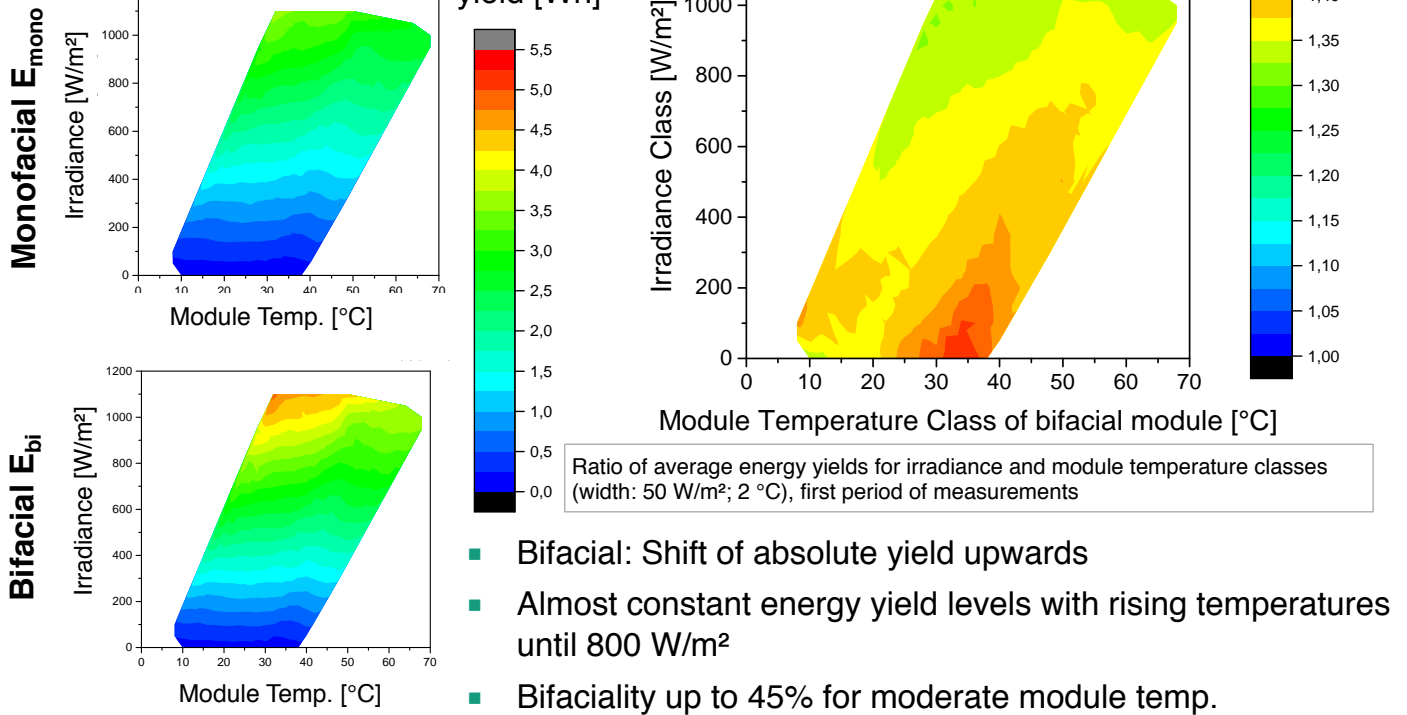 Monofacial E_mono
Irradiance [W/m²]
1000
800
600
400
200
0
0 10 20 30 40 50 60 70
Module Temp. [°C]
yield [Wh]
5,5
5,0
4,5
4,0
3,5
3,0
2,5
2,0
1,5
1,0
0,5
0,0
Irradiance Class [W/m²]
1000
800
600
400
200
0
0 10 20 30 40 50 60 70
Module Temperature Class of bifacial module [°C]
1,40
1,35
1,30
1,25
1,20
1,15
1,10
1,05
1,00
Ratio of average energy yields for irradiance and module temperature classes
(width: 50 W/m²; 2 °C), first period of measurements
Bifacial E_bi
Irradiance [W/m²]
1200
1000
800
600
400
200
0
0 10 20 30 40 50 60 70
Module Temp. [°C]
▪ Bifacial: Shift of absolute yield upwards
▪ Almost constant energy yield levels with rising temperatures
until 800 W/m²
▪ Bifaciality up to 45% for moderate module temp.